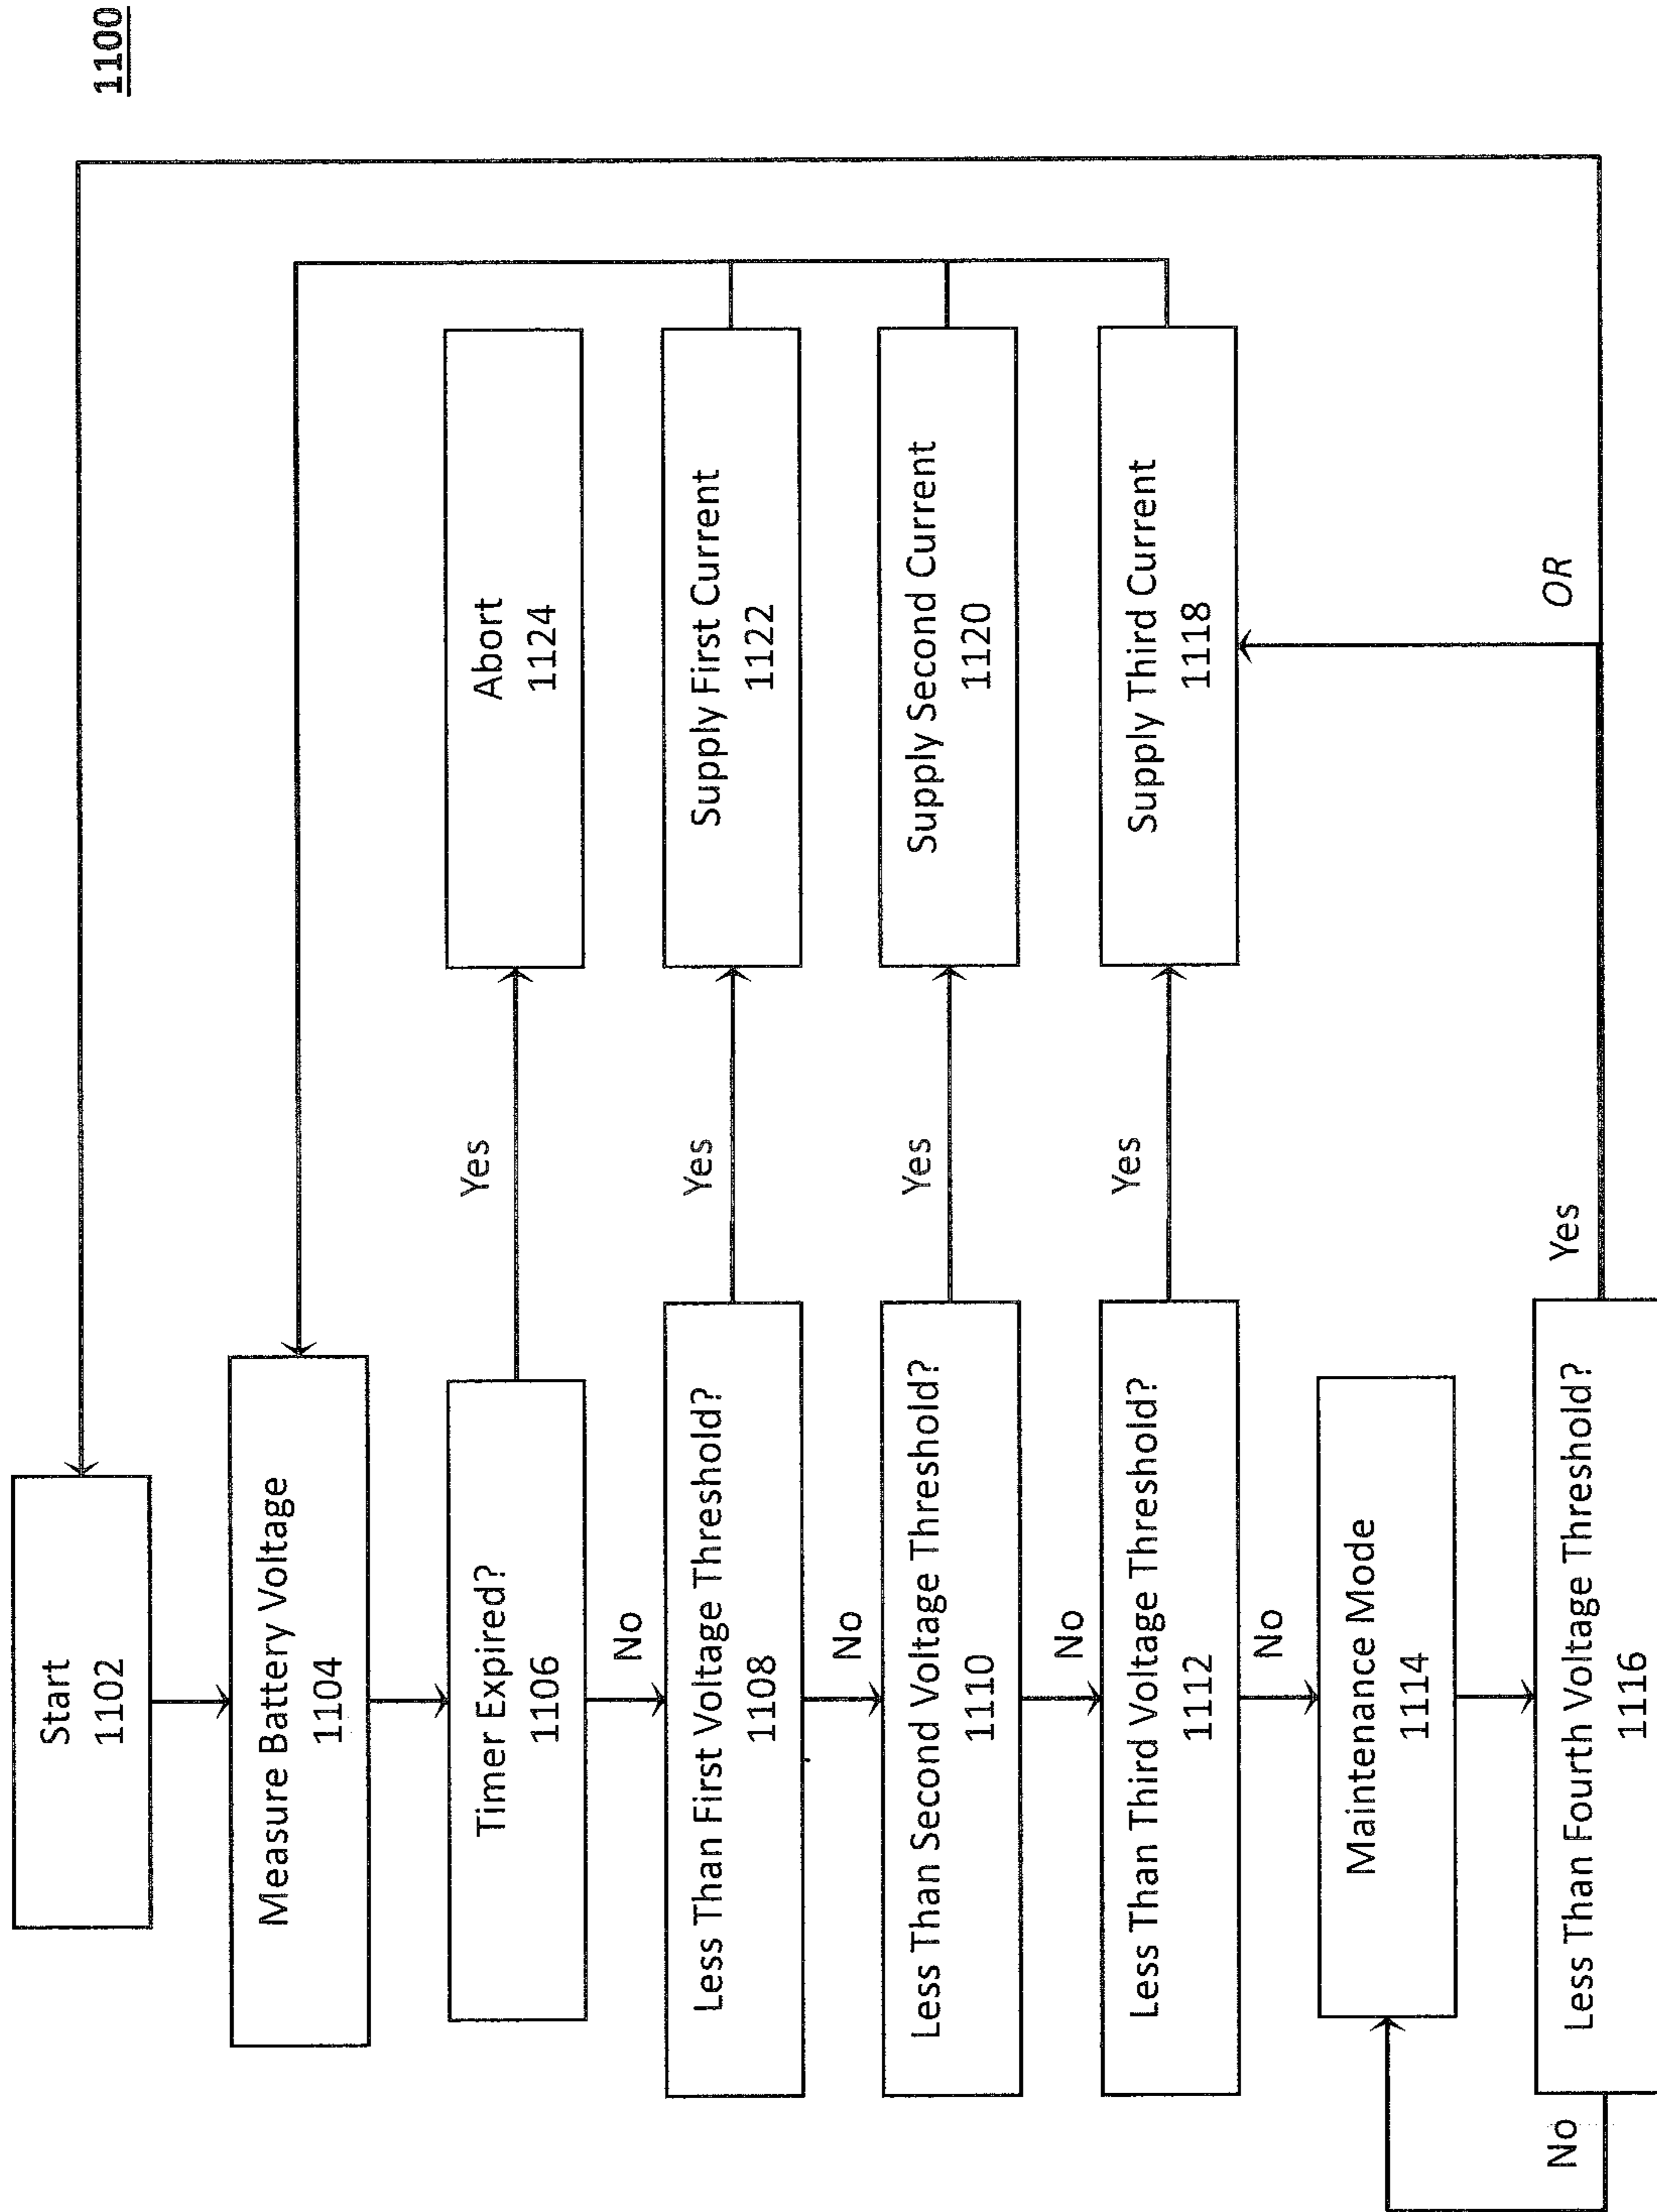 1100
Start
1102
Measure Battery Voltage
1104
Timer Expired?
1106
Yes
Abort
1124
No
Less Than First Voltage Threshold?
1108
Yes
Supply First Current
1122
No
Less Than Second Voltage Threshold?
1110
Yes
Supply Second Current
1120
No
Less Than Third Voltage Threshold?
1112
Yes
Supply Third Current
1118
No
Maintenance Mode
1114
Less Than Fourth Voltage Threshold?
1116
No
Yes
OR